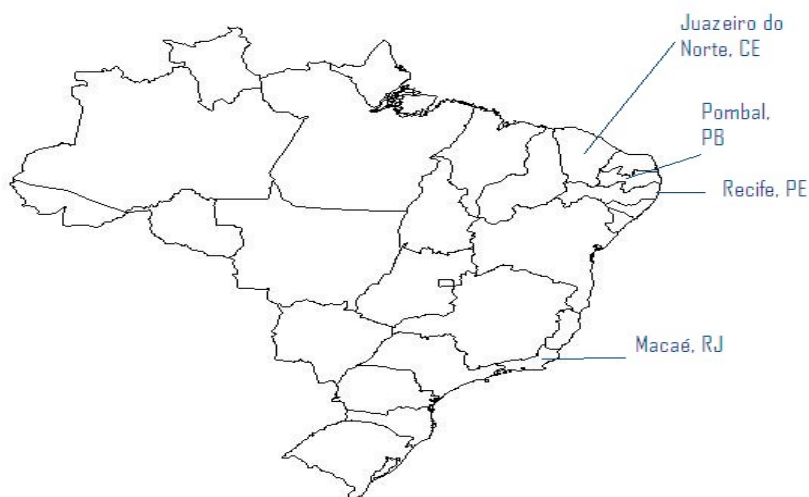 Juazeiro do
Norte, CE
Pombal,
PB
Recife, PE
Macaé, RJ